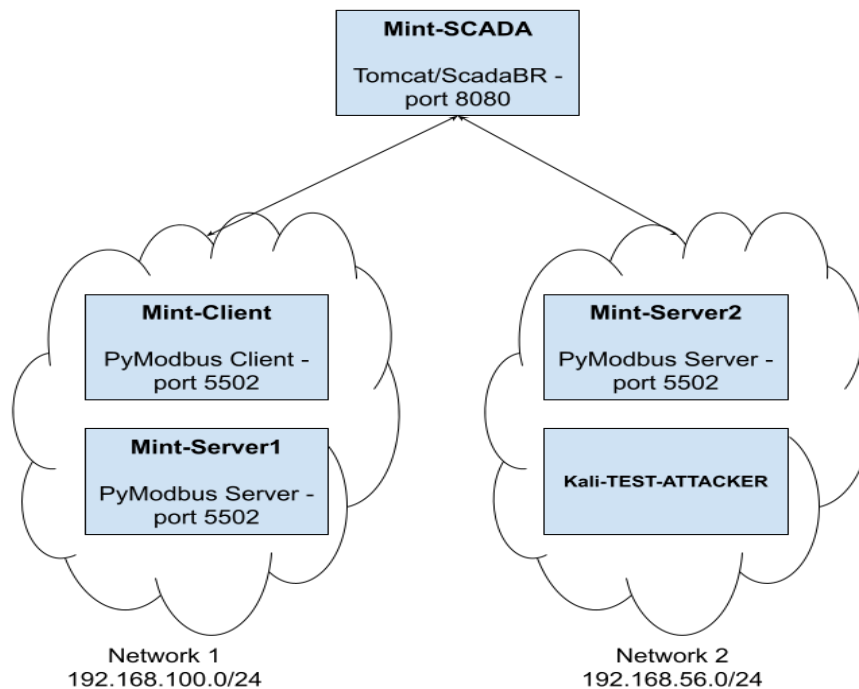 Mint-SCADA
Tomcat/ScadaBR -
port 8080
Mint-Client
PyModbus Client -
port 5502
Mint-Server1
PyModbus Server -
port 5502
Network 1
192.168.100.0/24
Mint-Server2
PyModbus Server -
port 5502
Kali-TEST-ATTACKER
Network 2
192.168.56.0/24